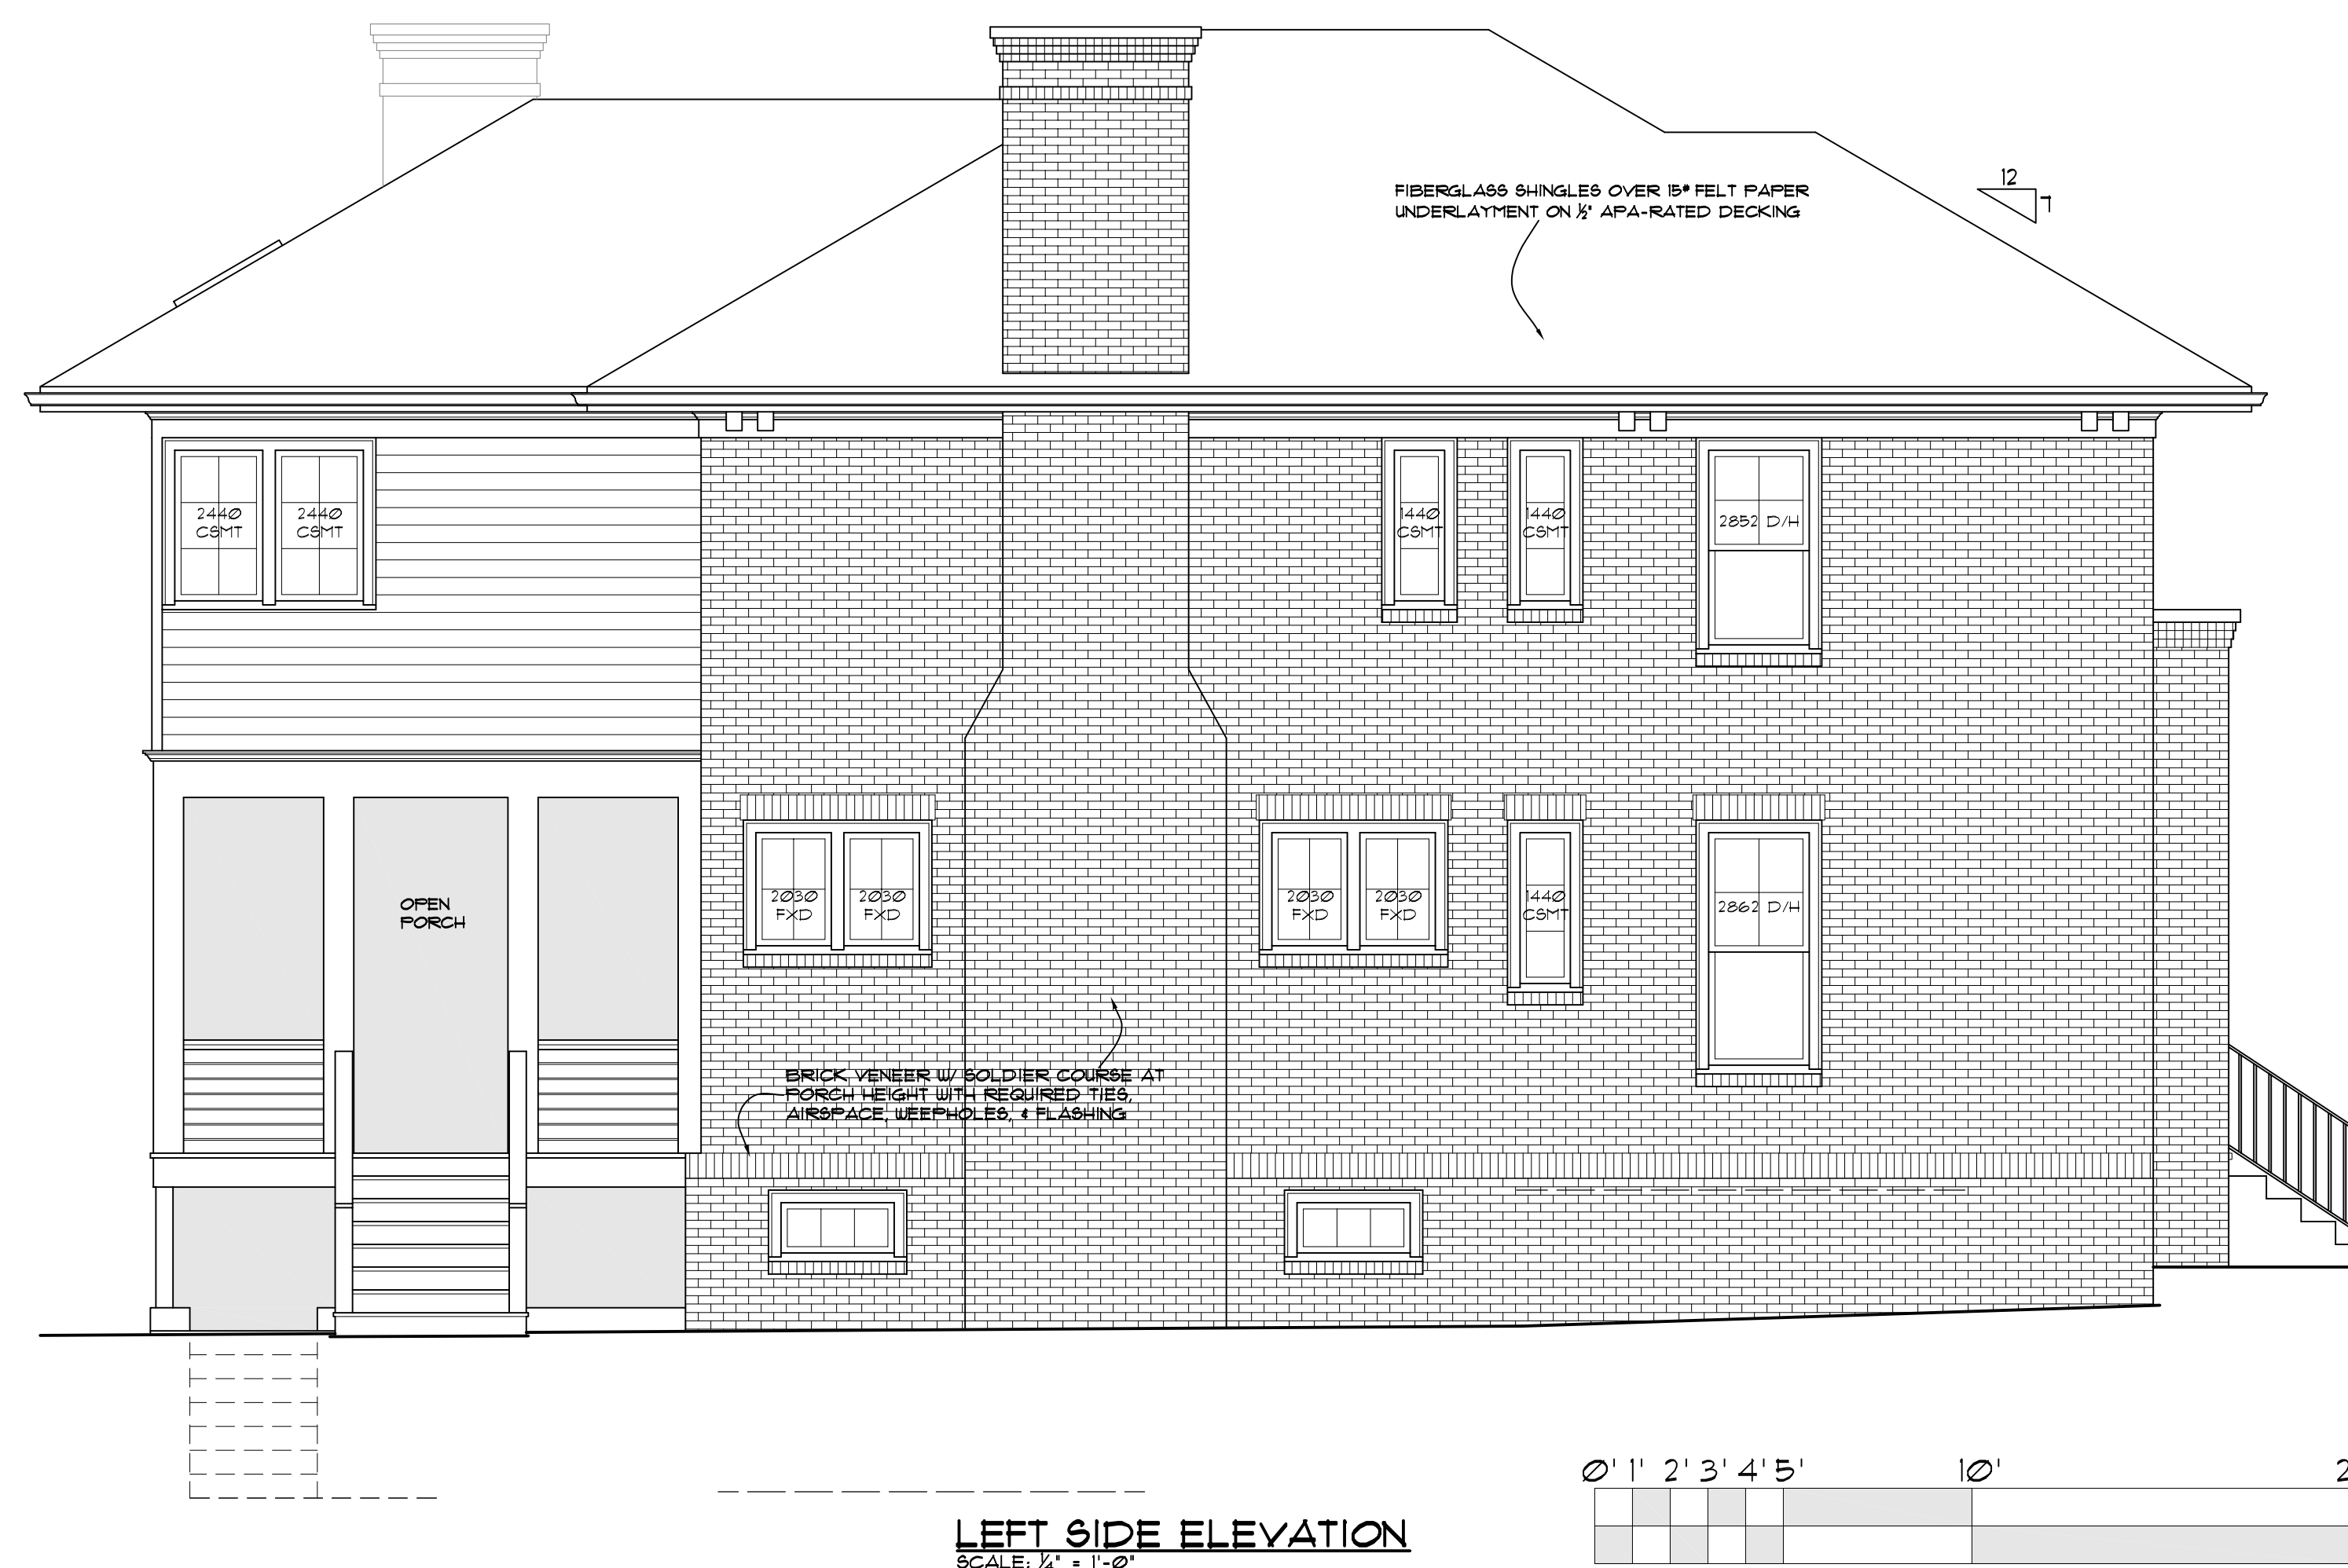 12
7
FIBERGLASS SHINGLES OVER 15# FELT PAPER
UNDERLAYMENT ON ½" APA-RATED DECKING
2440
CSMT
2440
CSMT
1440
CSMT
1440
CSMT
2852 D/H
OPEN
PORCH
2030
FXD
2030
FXD
2030
FXD
2030
FXD
1440
CSMT
2862 D/H
BRICK VENEER W/ SOLDIER COURSE AT
PORCH HEIGHT WITH REQUIRED TIES,
AIRSPACE, WEEPHOLES, & FLASHING
0' 1' 2' 3' 4' 5' 10' 2
LEFT SIDE ELEVATION
SCALE: ¼" = 1'-0"